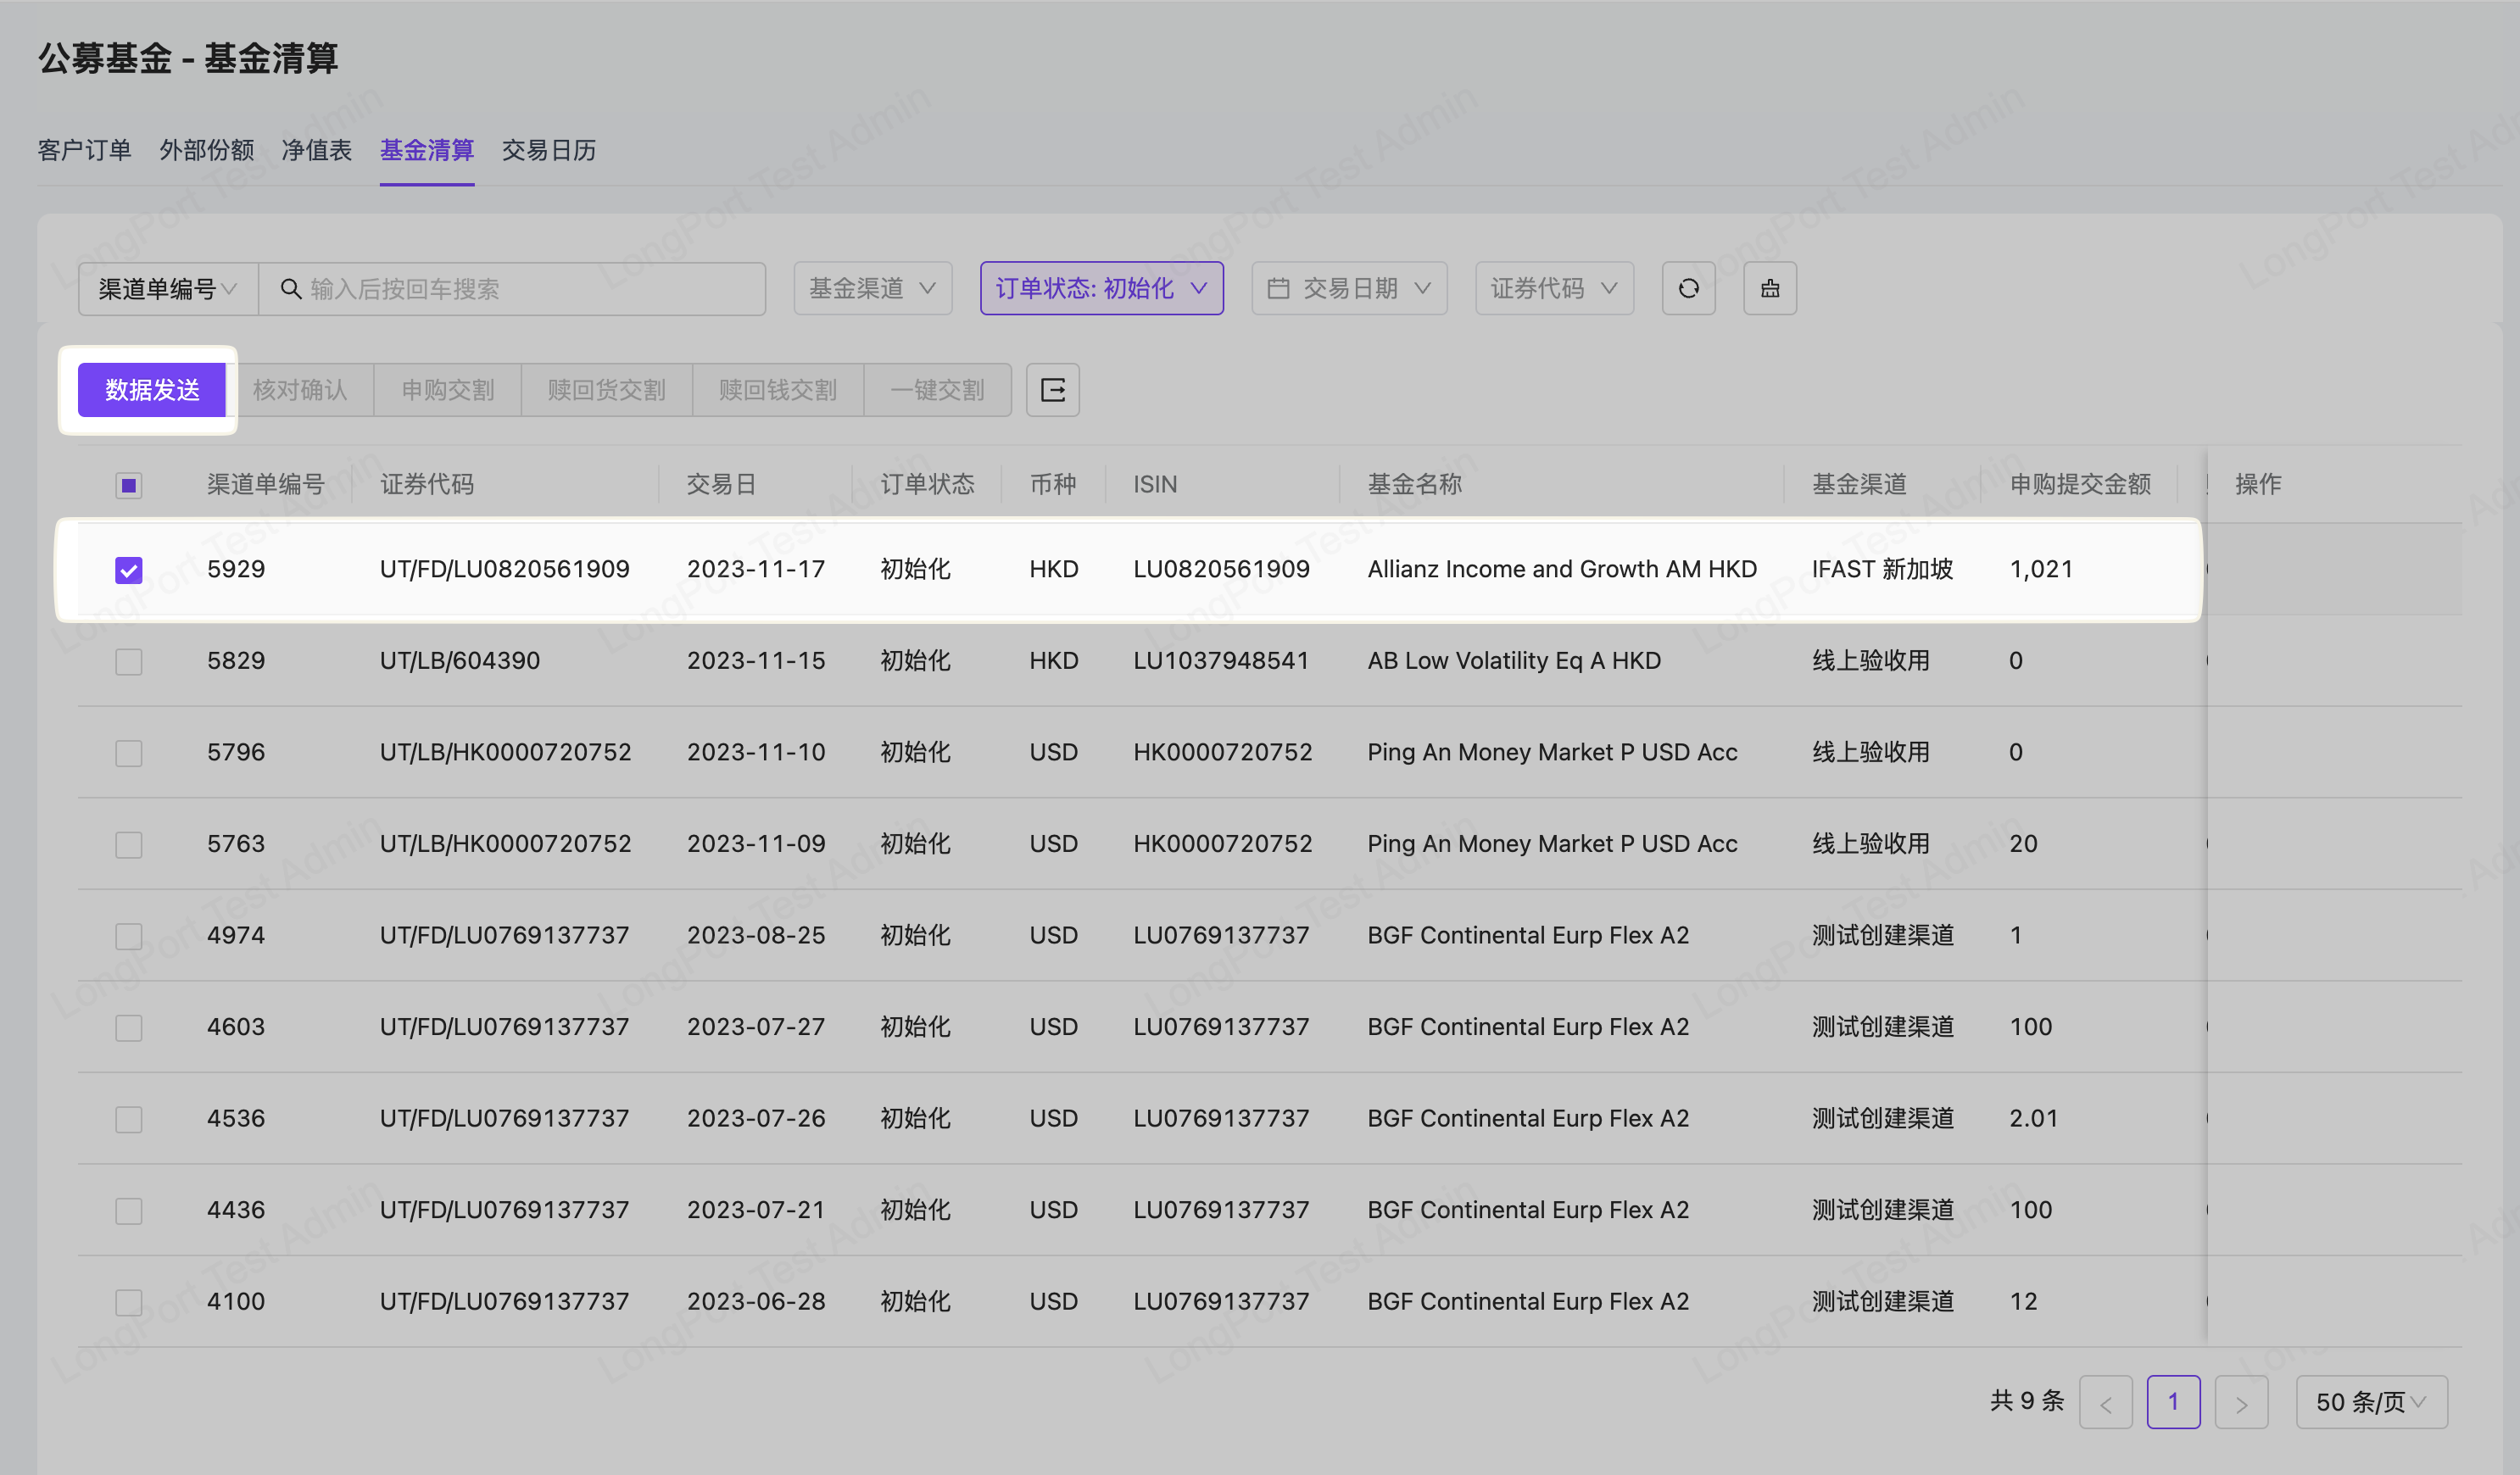 公募基金 - 基金清算
客户订单 外部份额 净值表 基金清算 交易日历
渠道单编号 输入后按回车搜索 基金渠道 订单状态: 初始化 交易日期 证券代码
数据发送 核对确认 申购交割 赎回货交割 赎回钱交割 一键交割
渠道单编号 证券代码 交易日 订单状态 币种 ISIN 基金名称 基金渠道 申购提交金额 操作
5929 UT/FD/LU0820561909 2023-11-17 初始化 HKD LU0820561909 Allianz Income and Growth AM HKD IFAST 新加坡 1,021
5829 UT/LB/604390 2023-11-15 初始化 HKD LU1037948541 AB Low Volatility Eq A HKD 线上验收用 0
5796 UT/LB/HK0000720752 2023-11-10 初始化 USD HK0000720752 Ping An Money Market P USD Acc 线上验收用 0
5763 UT/LB/HK0000720752 2023-11-09 初始化 USD HK0000720752 Ping An Money Market P USD Acc 线上验收用 20
4974 UT/FD/LU0769137737 2023-08-25 初始化 USD LU0769137737 BGF Continental Eurp Flex A2 测试创建渠道 1
4603 UT/FD/LU0769137737 2023-07-27 初始化 USD LU0769137737 BGF Continental Eurp Flex A2 测试创建渠道 100
4536 UT/FD/LU0769137737 2023-07-26 初始化 USD LU0769137737 BGF Continental Eurp Flex A2 测试创建渠道 2.01
4436 UT/FD/LU0769137737 2023-07-21 初始化 USD LU0769137737 BGF Continental Eurp Flex A2 测试创建渠道 100
4100 UT/FD/LU0769137737 2023-06-28 初始化 USD LU0769137737 BGF Continental Eurp Flex A2 测试创建渠道 12
共 9 条 < 1 > 50 条/页
LongPort Test Admin